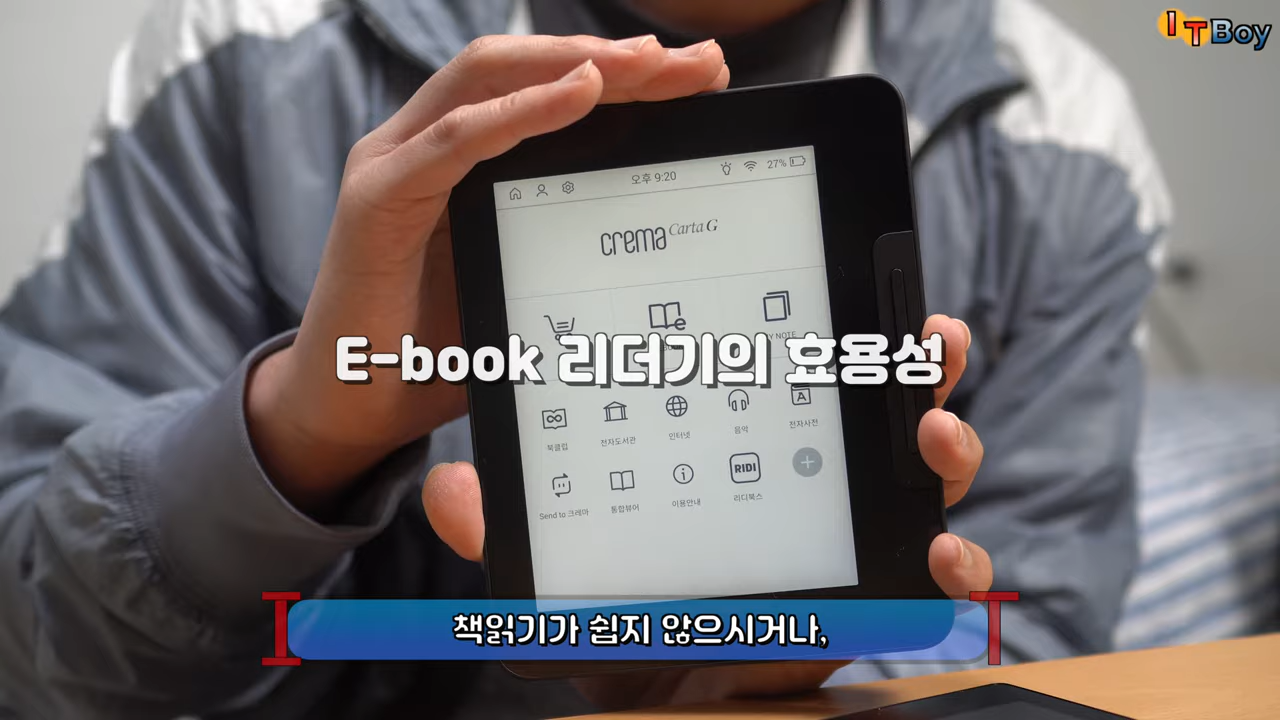 ITBoy
오후 9:20
27%
crema Carta G
Y NOTE
E-book 리더기의 효용성
북클럽
전자도서관
인터넷
음악
전자사전
Send to 크레마
통합뷰어
이용안내
RIDI
리디북스
책읽기가 쉽지 않으시거나,